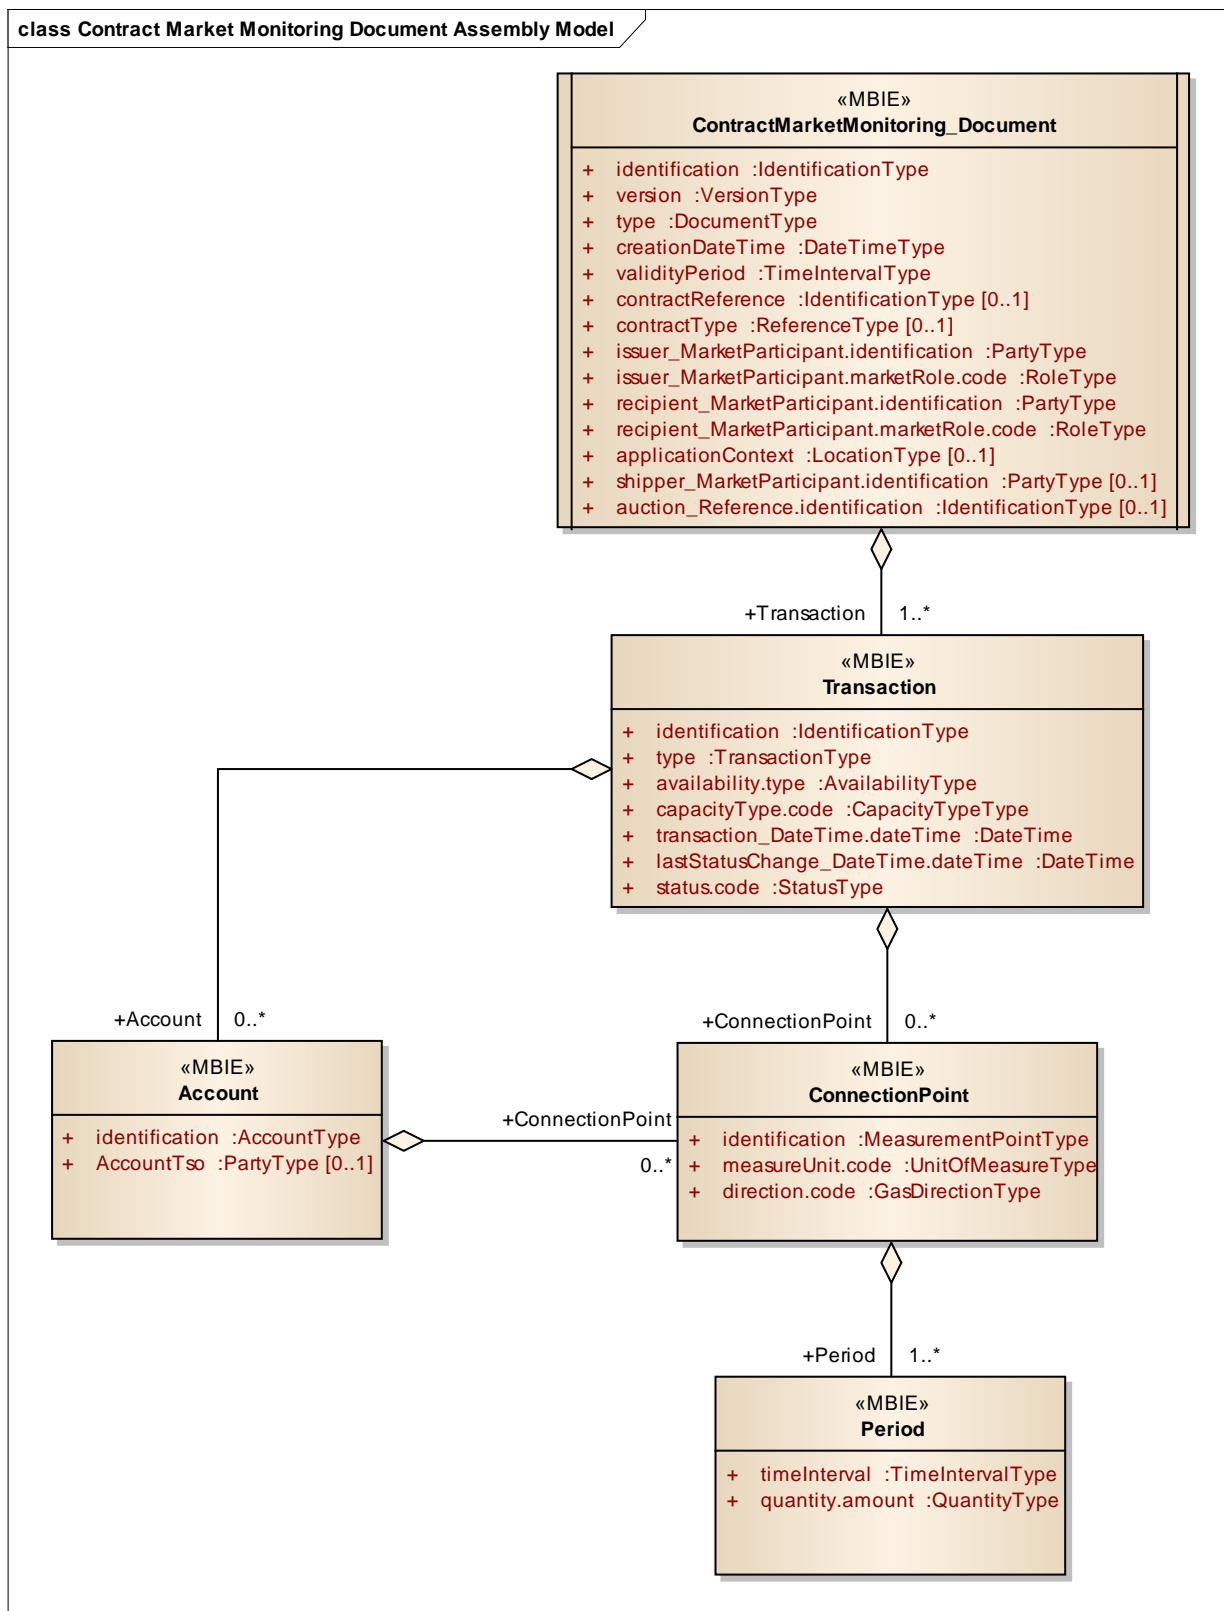 class Contract Market Monitoring Document Assembly Model
«MBIE»
ContractMarketMonitoring_Document
+ identification :IdentificationType
+ version :VersionType
+ type :DocumentType
+ creationDateTime :DateTimeType
+ validityPeriod :TimeIntervalType
+ contractReference :IdentificationType [0..1]
+ contractType :ReferenceType [0..1]
+ issuer_MarketParticipant.identification :PartyType
+ issuer_MarketParticipant.marketRole.code :RoleType
+ recipient_MarketParticipant.identification :PartyType
+ recipient_MarketParticipant.marketRole.code :RoleType
+ applicationContext :LocationType [0..1]
+ shipper_MarketParticipant.identification :PartyType [0..1]
+ auction_Reference.identification :IdentificationType [0..1]
+Transaction 1..*
«MBIE»
Transaction
+ identification :IdentificationType
+ type :TransactionType
+ availability.type :AvailabilityType
+ capacityType.code :CapacityTypeType
+ transaction_DateTime.dateTime :DateTime
+ lastStatusChange_DateTime.dateTime :DateTime
+ status.code :StatusType
+Account 0..*
+ConnectionPoint 0..*
«MBIE»
Account
+ identification :AccountType
+ AccountTso :PartyType [0..1]
+ConnectionPoint
0..*
«MBIE»
ConnectionPoint
+ identification :MeasurementPointType
+ measureUnit.code :UnitOfMeasureType
+ direction.code :GasDirectionType
+Period 1..*
«MBIE»
Period
+ timeInterval :TimeIntervalType
+ quantity.amount :QuantityType